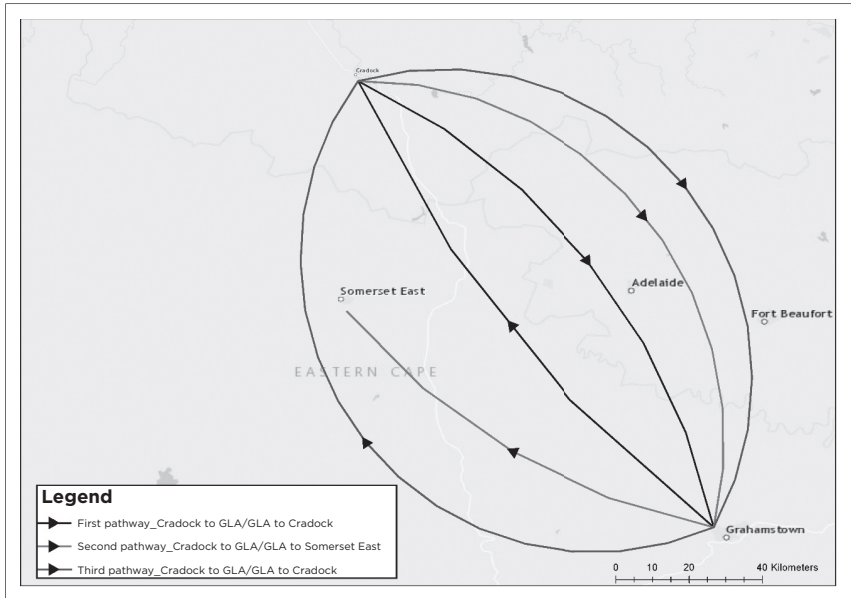 Cradock
Somerset East
Adelaide
Fort Beaufort
EASTERN CAPE
Legend
First pathway_Cradock to GLA/GLA to Cradock
Second pathway_Cradock to GLA/GLA to Somerset East
Third pathway_Cradock to GLA/GLA to Cradock
Grahamstown
0 10 20 40 Kilometers